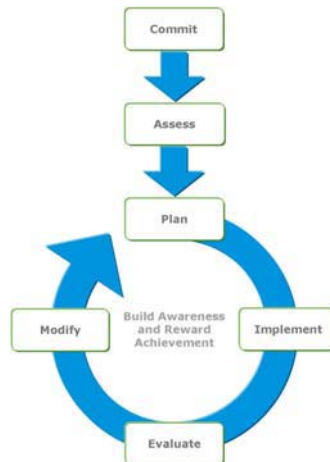 Commit
Assess
Plan
Build Awareness
and Reward
Achievement
Modify
Implement
Evaluate